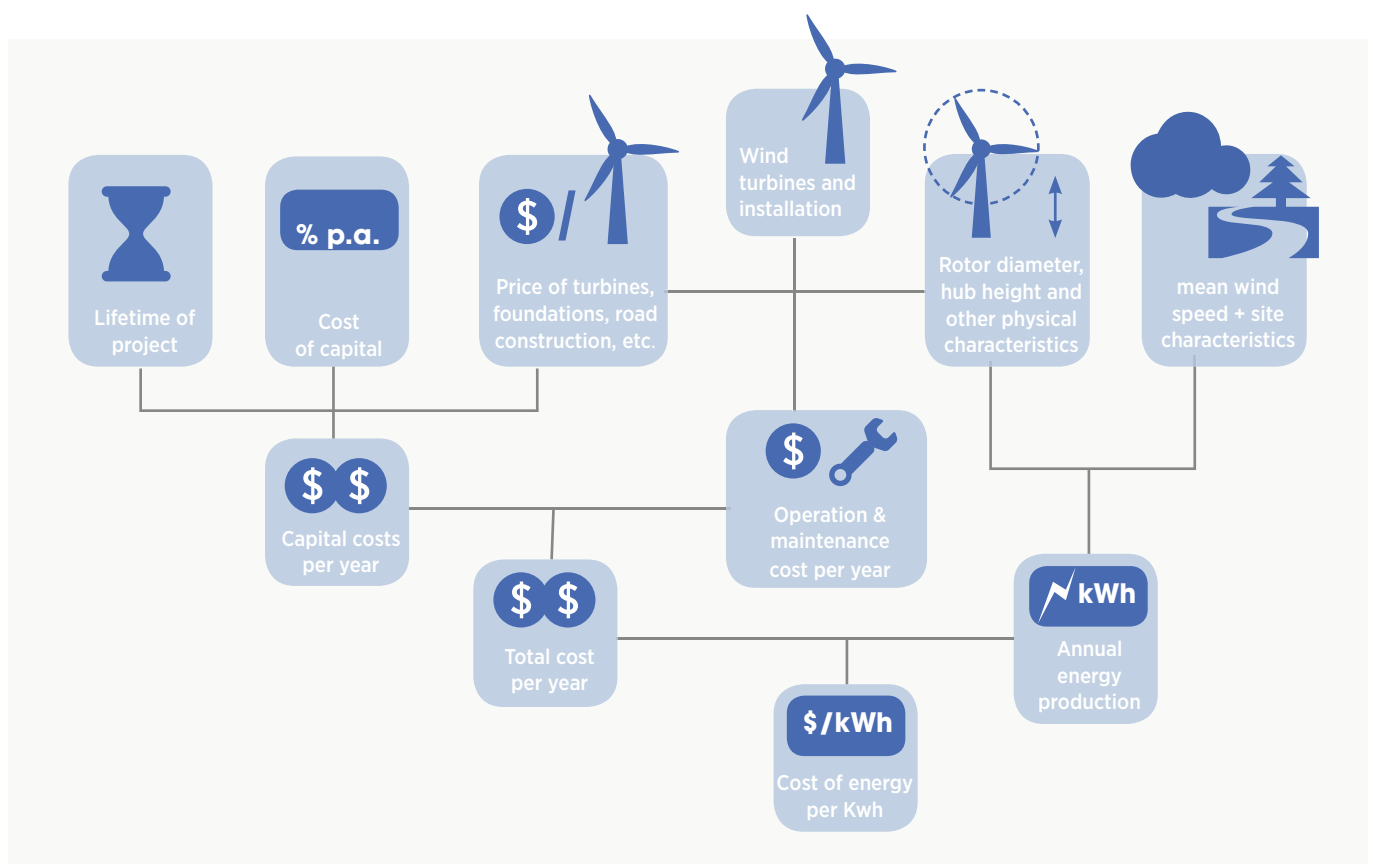 Lifetime of
project
% p.a.
Cost
of capital
$/
Price of turbines,
foundations, road
construction, etc.
Wind
turbines and
installation
Rotor diameter,
hub height and
other physical
characteristics
mean wind
speed + site
characteristics
$ $
Capital costs
per year
$
Operation &
maintenance
cost per year
$ $
Total cost
per year
kWh
Annual
energy
production
$/kWh
Cost of energy
per Kwh